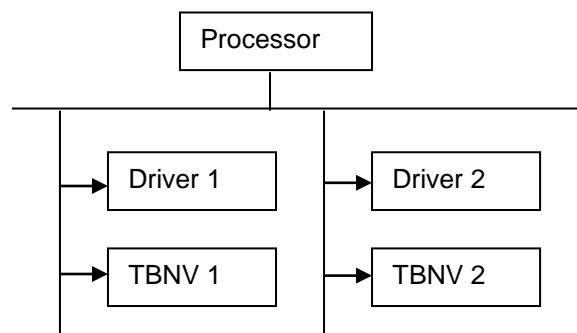 Processor
Driver 1
Driver 2
TBNV 1
TBNV 2